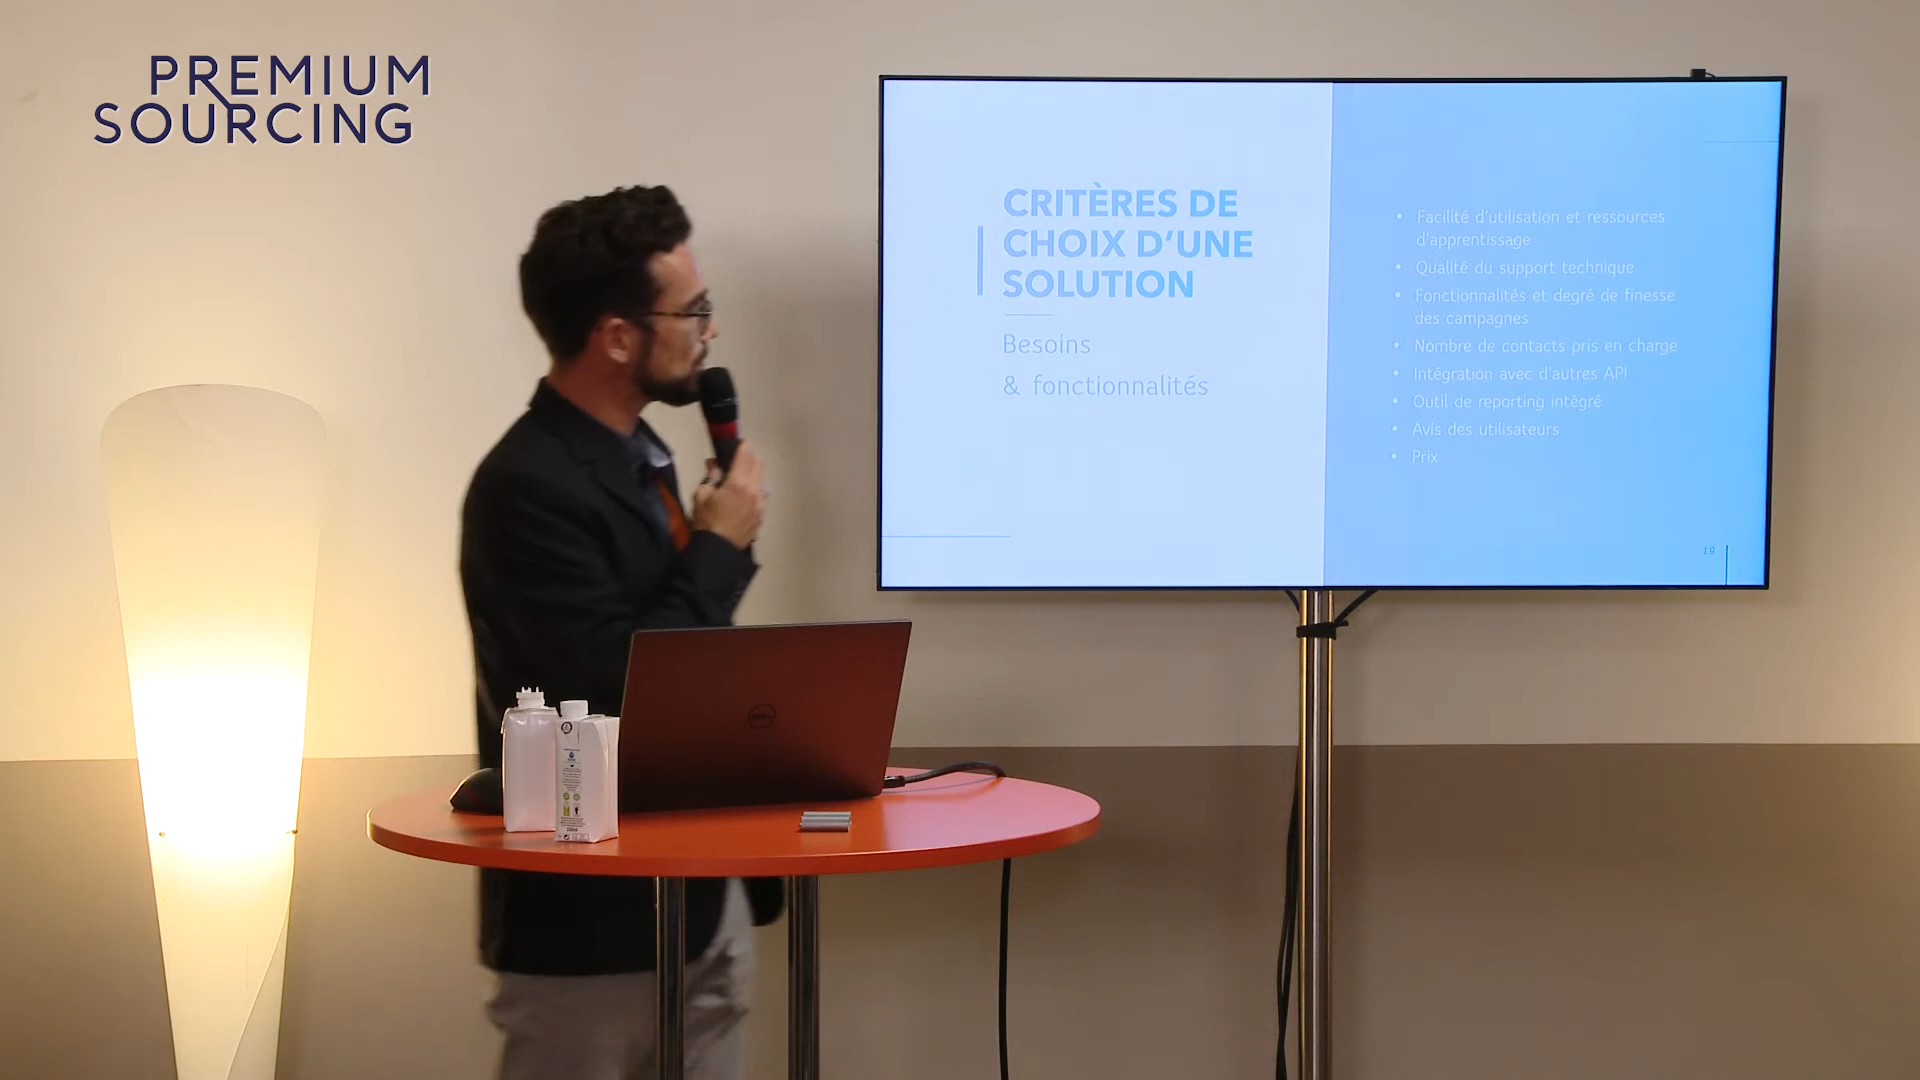 PREMIUM
SOURCING
CRITÈRES DE
CHOIX D'UNE
SOLUTION
Besoins
& fonctionnalités
• Facilité d'utilisation et ressources
d'apprentissage
• Qualité du support technique
• Fonctionnalités et degré de finesse
des campagnes
• Nombre de contacts pris en charge
• Intégration avec d'autres API
• Outil de reporting intégré
• Avis des utilisateurs
• Prix
19
DELL